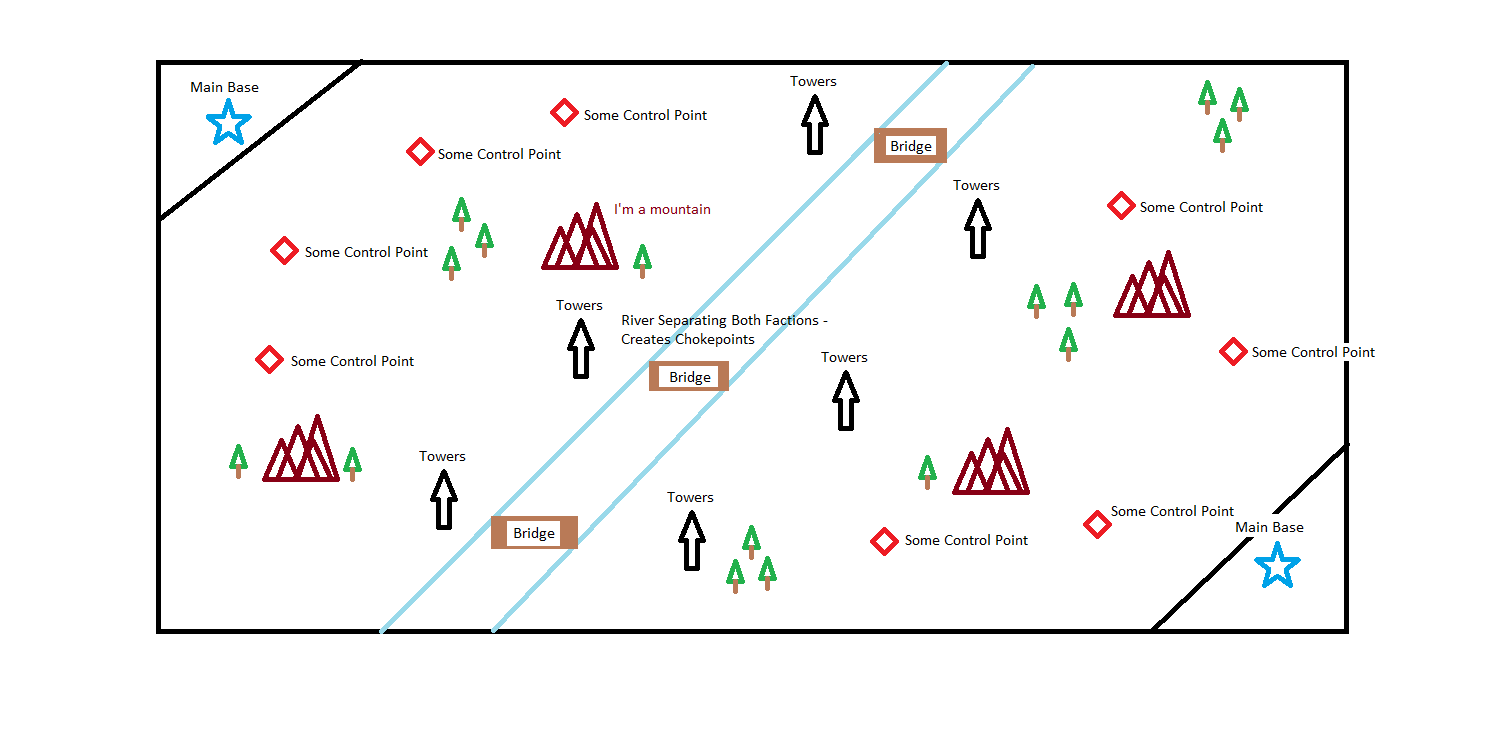 Main Base
Towers
Some Control Point
Some Control Point
Bridge
Towers
I'm a mountain
Some Control Point
Some Control Point
Towers
River Separating Both Factions -
Creates Chokepoints
Towers
Some Control Point
Some Control Point
Bridge
Towers
Towers
Some Control Point
Main Base
Bridge
Some Control Point